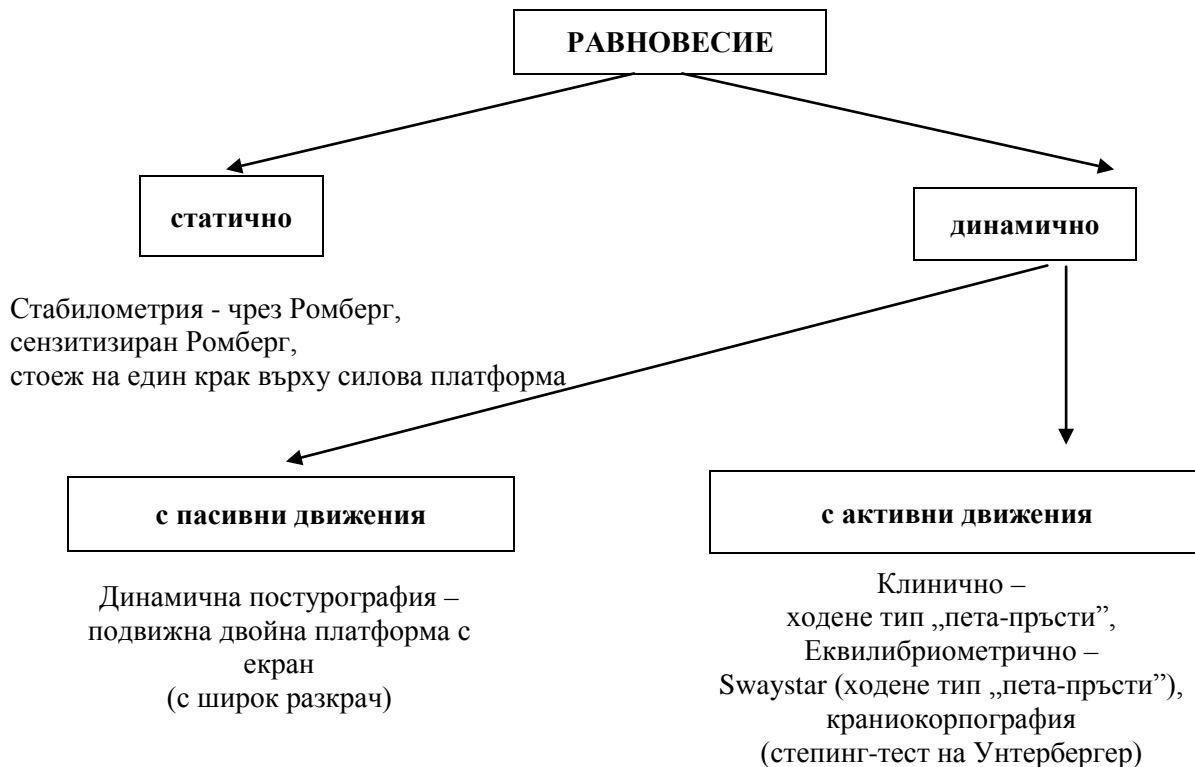 РАВНОВЕСИЕ
статично
динамично
Стабилометрия - чрез Ромберг,
сензитизиран Ромберг,
стоеж на един крак върху силова платформа
с пасивни движения
с активни движения
Динамична постурография –
подвижна двойна платформа с
екран
(с широк разкрач)
Клинично –
ходене тип „пета-пръсти”,
Еквилибриометрично –
Swaystar (ходене тип „пета-пръсти”),
краниокорпография
(степинг-тест на Унтербергер)